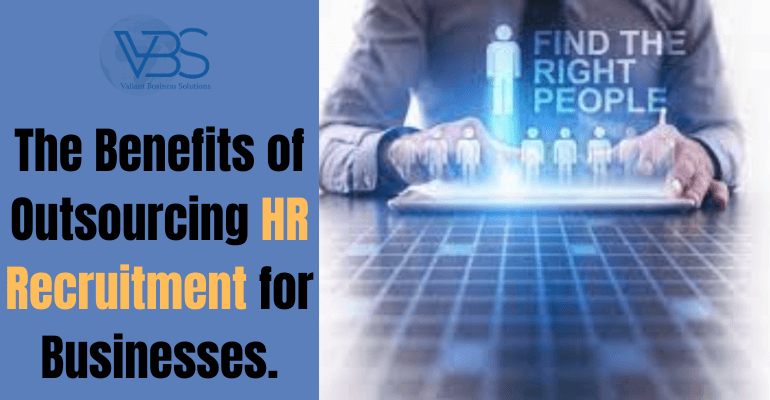 VBS
Valiant Business Solutions
The Benefits of
Outsourcing HR
Recruitment for
Businesses.
FIND THE
RIGHT
PEOPLE